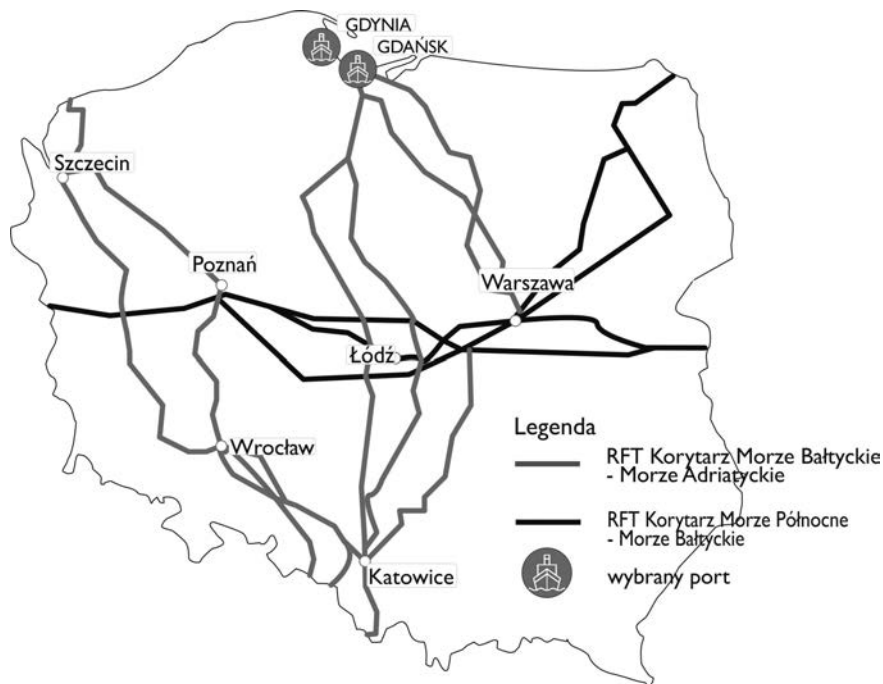 GDYNIA
GDAŃSK
Szczecin
Poznań
Warszawa
Łódź
Wrocław
Katowice
Legenda
RFT Korytarz Morze Bałtyckie
- Morze Adriatyckie
RFT Korytarz Morze Północne
- Morze Bałtyckie
wybrany port